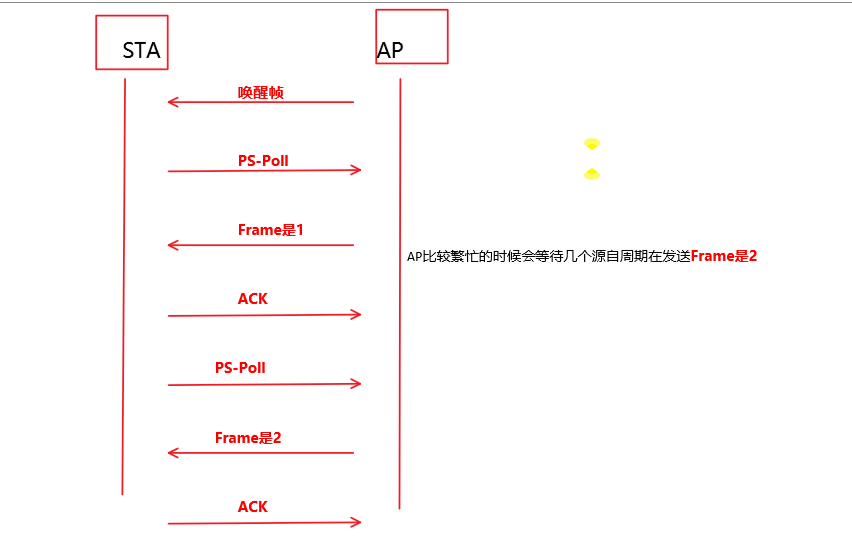 STA
AP
唤醒帧
PS-Poll
Frame是1
AP比较繁忙的时候会等待几个源自周期在发送Frame是2
ACK
PS-Poll
Frame是2
ACK